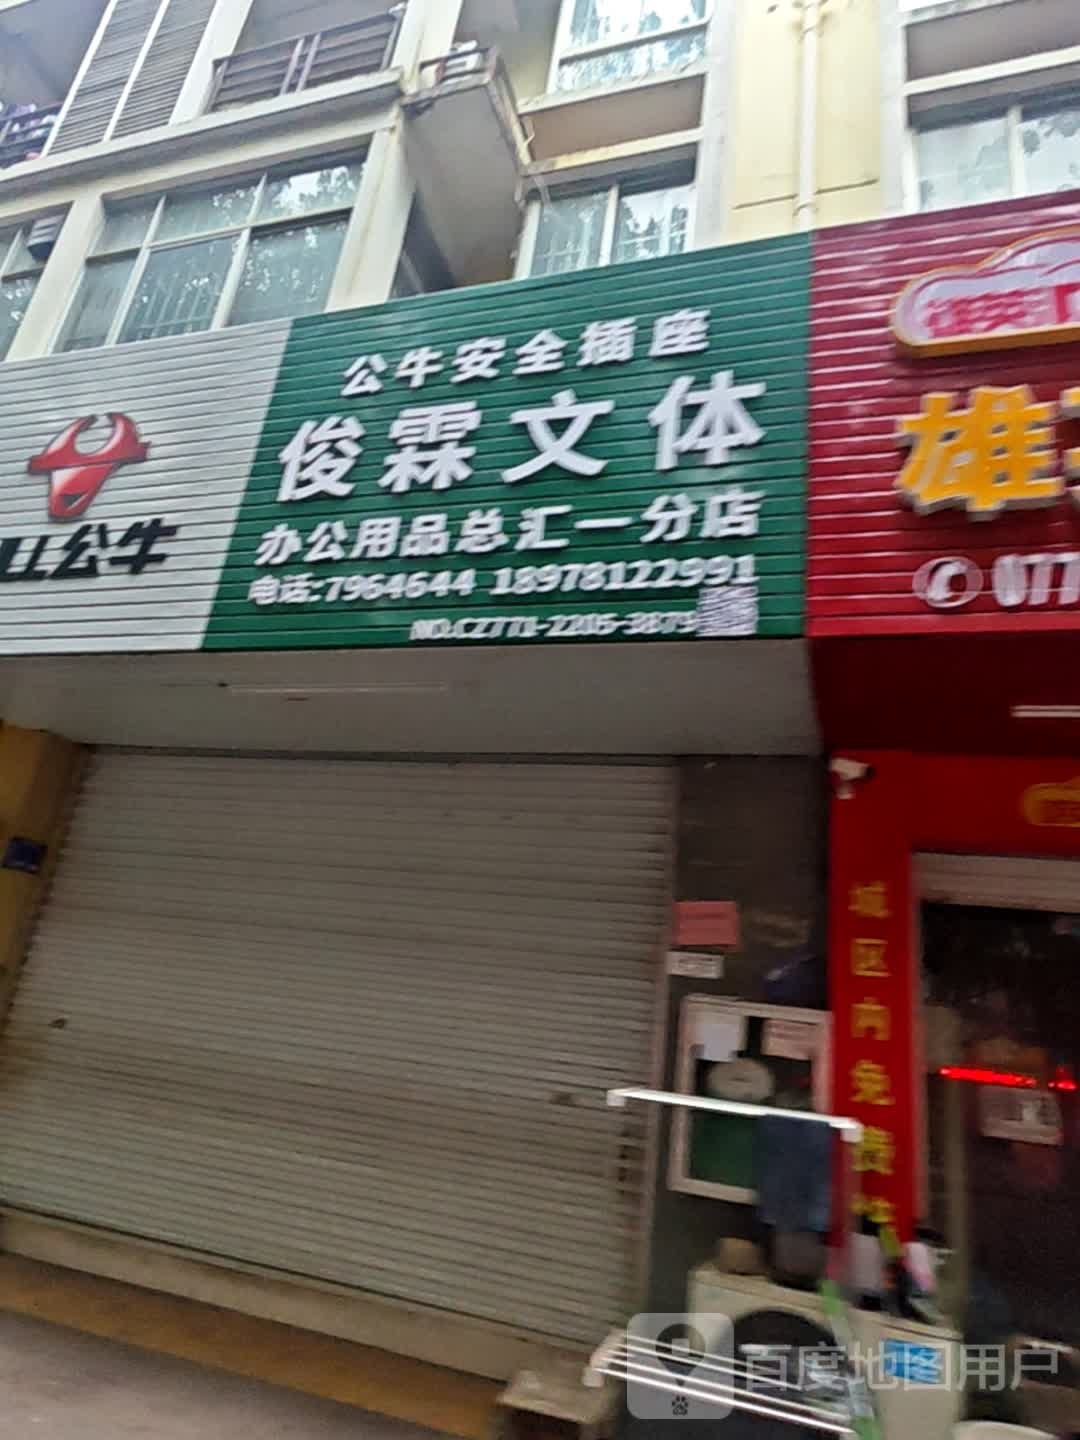 公牛安全插座
俊霖文体
办公用品总汇一分店
电话:7964644 18978122991
NO:CZ771-2205-3879
公牛
雄
077
城区内免费
百度地图用户